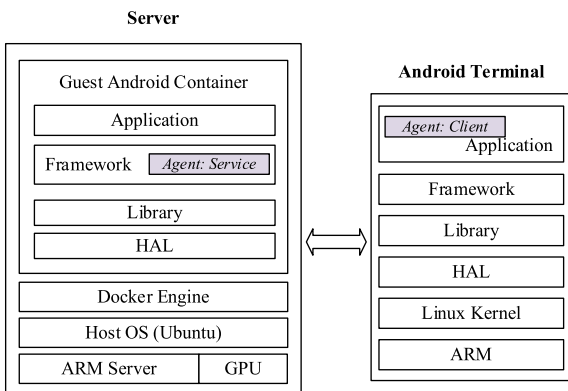 Server
Guest Android Container
Application
Framework
Agent: Service
Library
HAL
Docker Engine
Host OS (Ubuntu)
ARM Server
GPU
Android Terminal
Agent: Client
Application
Framework
Library
HAL
Linux Kernel
ARM